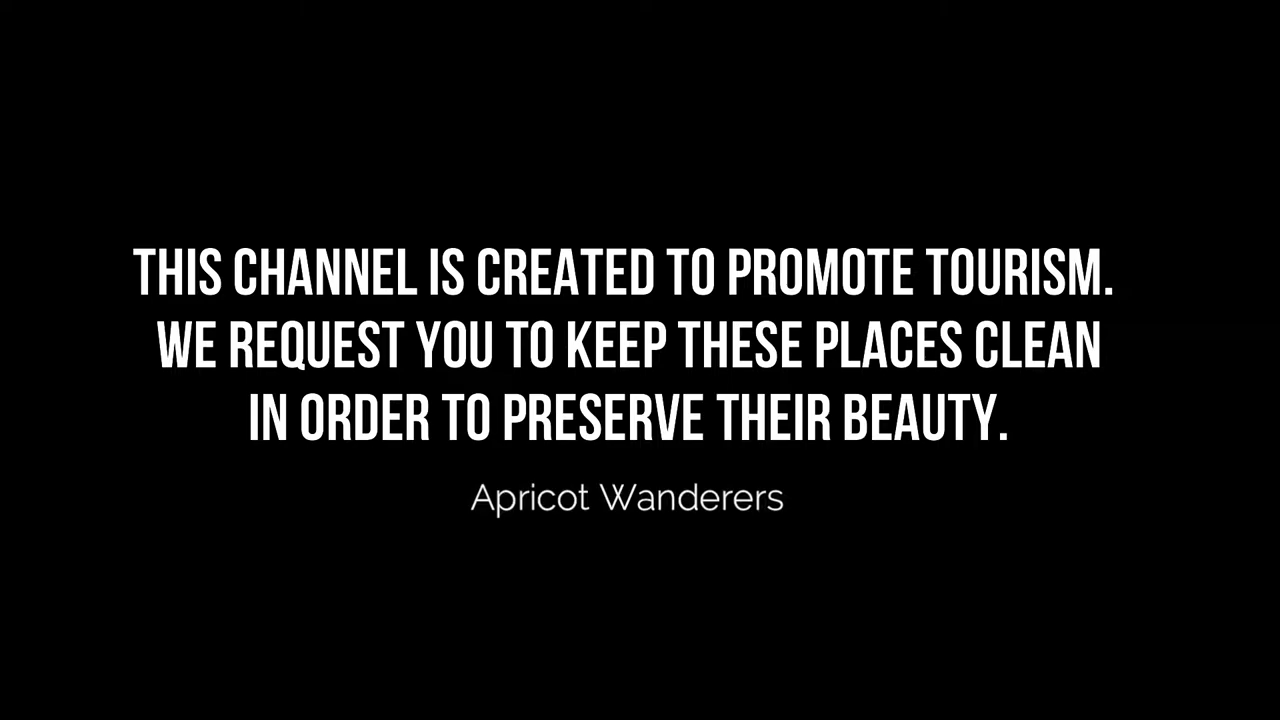 THIS CHANNEL IS CREATED TO PROMOTE TOURISM.
WE REQUEST YOU TO KEEP THESE PLACES CLEAN
IN ORDER TO PRESERVE THEIR BEAUTY.
Apricot Wanderers